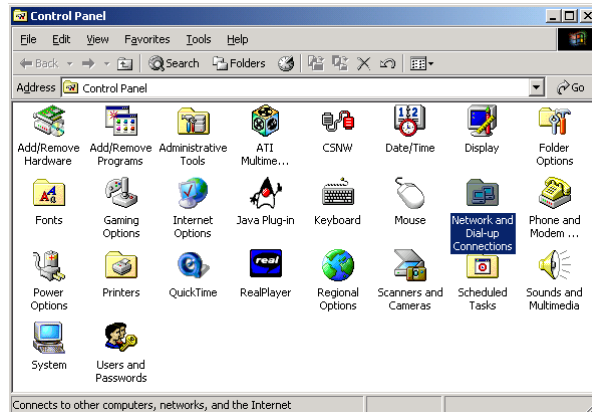 Control Panel
File Edit View Favorites Tools Help
Back Search Folders
Address Control Panel Go
Add/Remove Hardware
Add/Remove Programs
Administrative Tools
ATI Multime...
CSNW
Date/Time
Display
Folder Options
Fonts
Gaming Options
Internet Options
Java Plug-in
Keyboard
Mouse
Network and Dial-up Connections
Phone and Modem ...
Power Options
Printers
QuickTime
real
RealPlayer
Regional Options
Scanners and Cameras
Scheduled Tasks
Sounds and Multimedia
System
Users and Passwords
Connects to other computers, networks, and the Internet